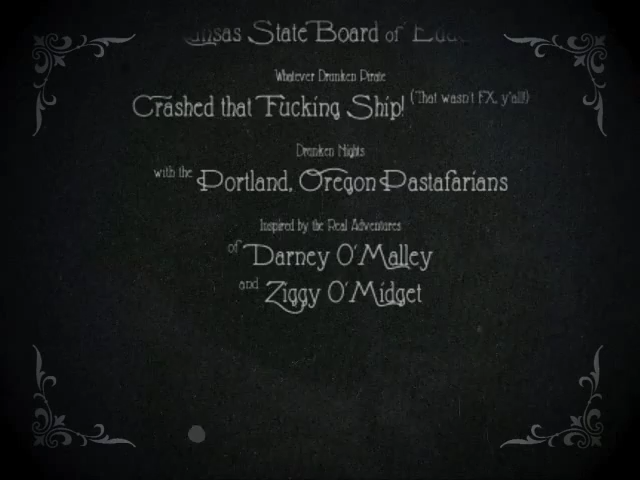 Kansas State Board of Educ
Whatever Drunken Pirate
Crashed that Fucking Ship! (That wasn't FX, y'all!)
Drunken Nights
with the Portland, Oregon Pastafarians
Inspired by the Real Adventures
of Darney O'Malley
and Ziggy O'Midget